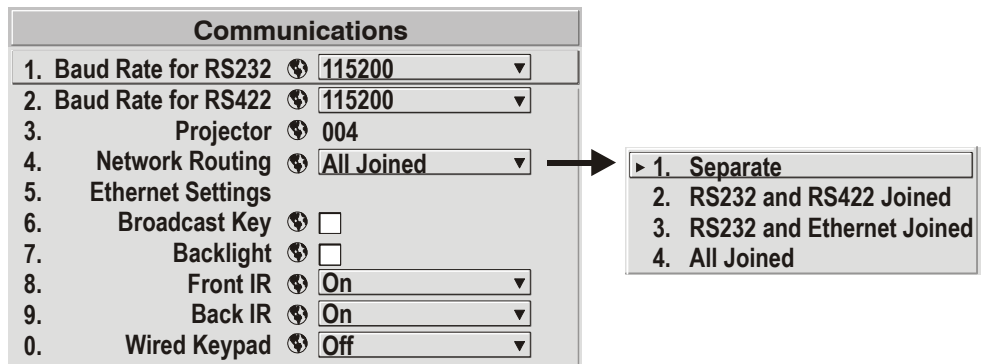 Communications
1. Baud Rate for RS232 115200
2. Baud Rate for RS422 115200
3. Projector 004
4. Network Routing All Joined
5. Ethernet Settings
6. Broadcast Key
7. Backlight
8. Front IR On
9. Back IR On
0. Wired Keypad Off
1. Separate
2. RS232 and RS422 Joined
3. RS232 and Ethernet Joined
4. All Joined